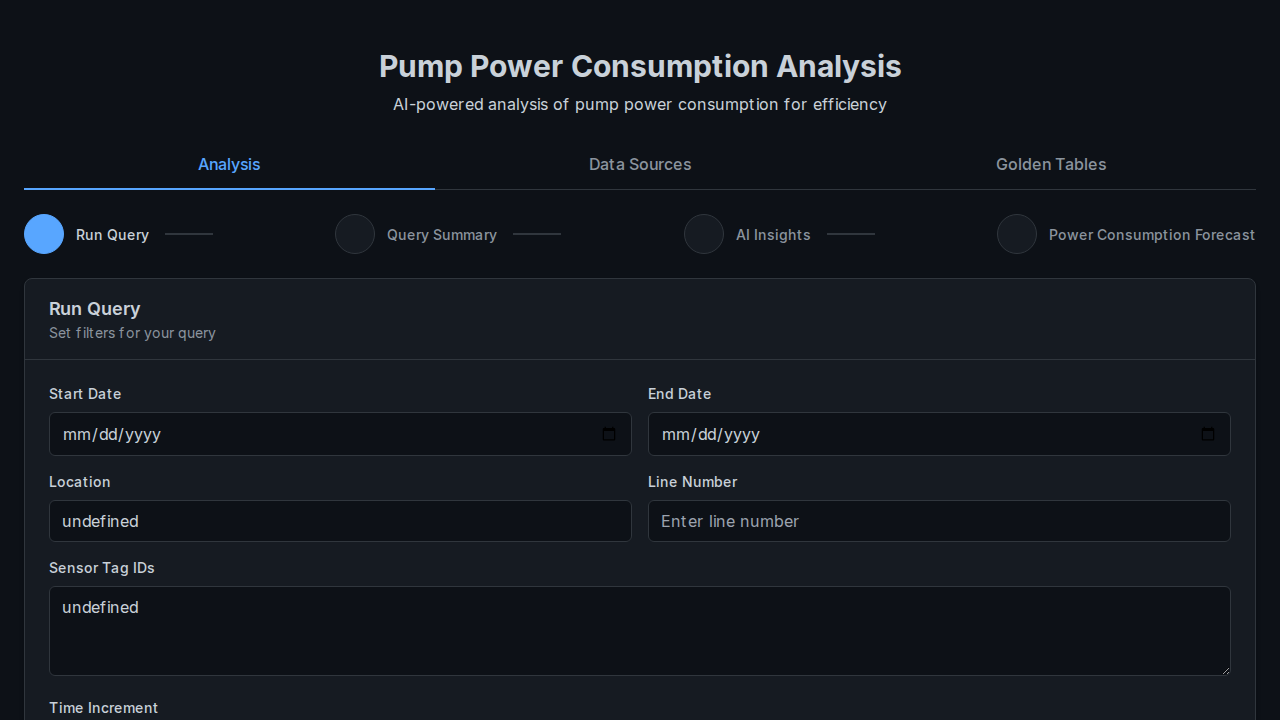 Pump Power Consumption Analysis
AI-powered analysis of pump power consumption for efficiency
Analysis
Data Sources
Golden Tables
Run Query
Query Summary
AI Insights
Power Consumption Forecast
Run Query
Set filters for your query
Start Date
End Date
mm/dd/yyyy
mm/dd/yyyy
Location
Line Number
undefined
Enter line number
Sensor Tag IDs
undefined
Time Increment